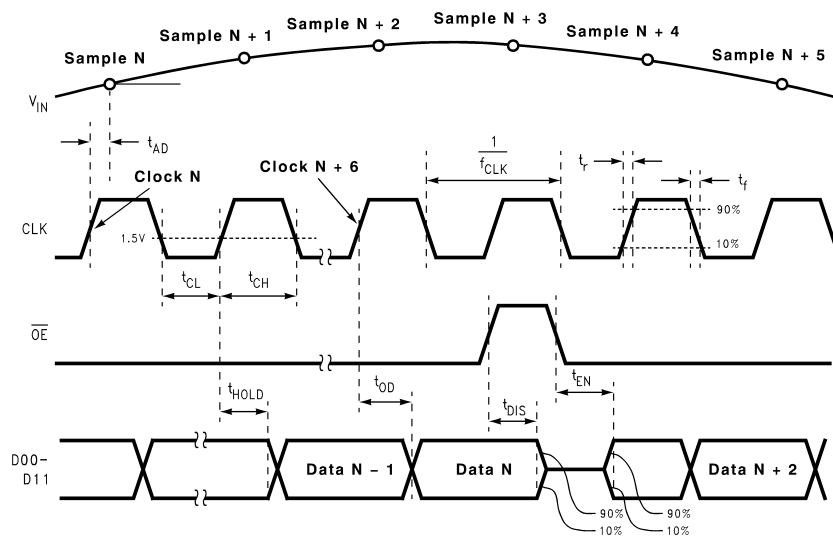 Sample N
Sample N + 1
Sample N + 2
Sample N + 3
Sample N + 4
Sample N + 5
VIN
tAD
Clock N
Clock N + 6
1
fCLK
tr
tf
CLK
1.5V
90%
10%
tCL
tCH
OE
tHOLD
tOD
tDIS
tEN
D00-
D11
Data N - 1
Data N
Data N + 2
90%
10%
90%
10%